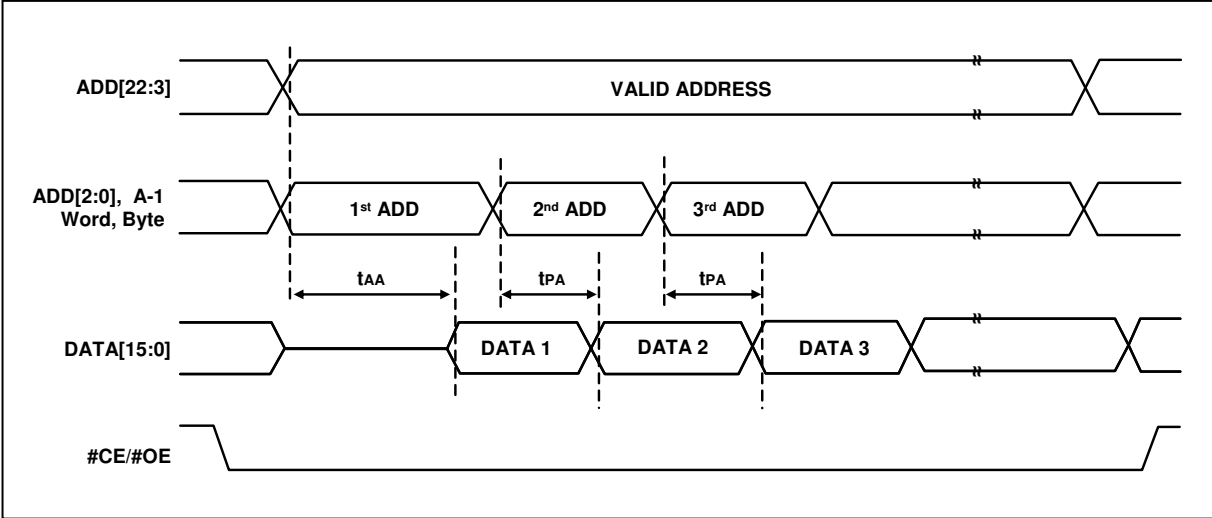 ADD[22:3]
VALID ADDRESS
ADD[2:0], A-1
Word, Byte
1st ADD
2nd ADD
3rd ADD
tAA
tPA
tPA
DATA[15:0]
DATA 1
DATA 2
DATA 3
#CE/#OE